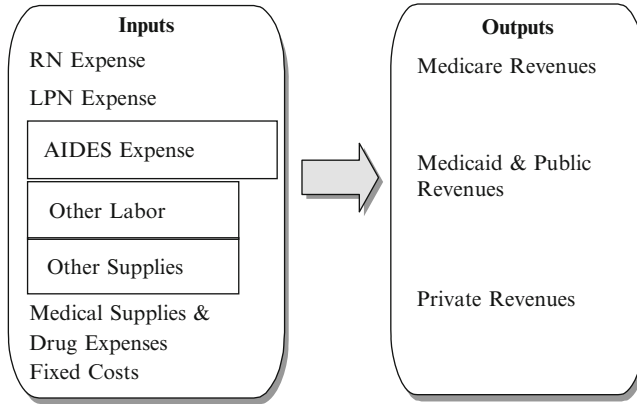 Inputs
RN Expense
LPN Expense
AIDES Expense
Other Labor
Other Supplies
Medical Supplies &
Drug Expenses
Fixed Costs
Outputs
Medicare Revenues
Medicaid & Public
Revenues
Private Revenues